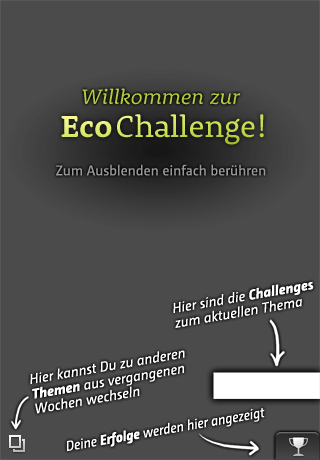 Willkommen zur
EcoChallenge!
Zum Ausblenden einfach berühren
Hier sind die Challenges
zum aktuellen Thema
Hier kannst Du zu anderen
Themen aus vergangenen
Wochen wechseln
Deine Erfolge werden hier angezeigt